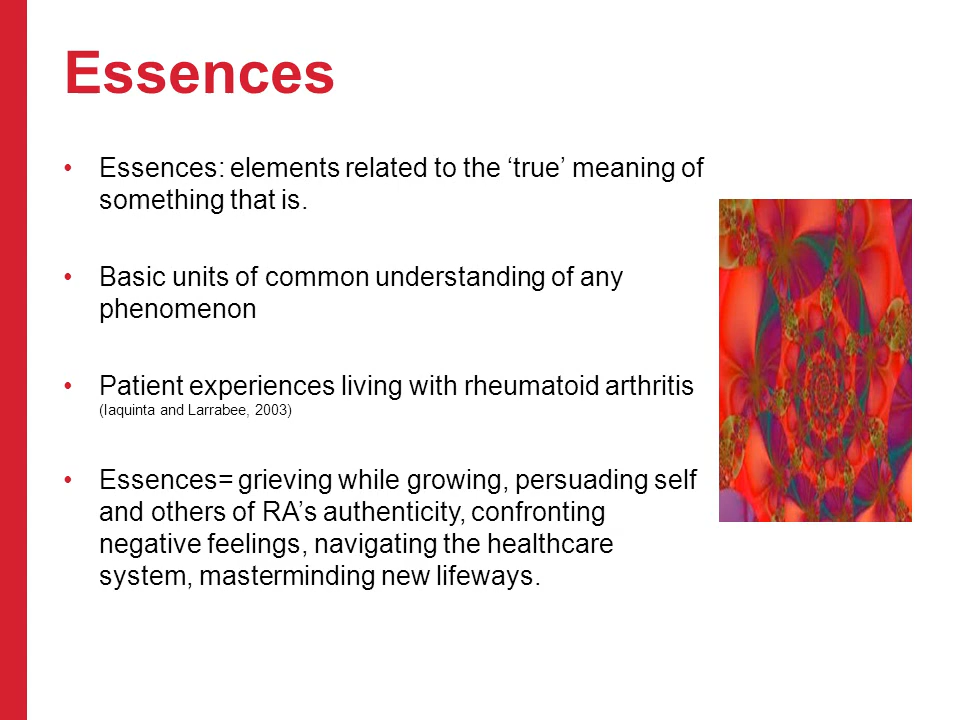 Essences
• Essences: elements related to the ‘true’ meaning of
something that is.
• Basic units of common understanding of any
phenomenon
• Patient experiences living with rheumatoid arthritis
(Iaquinta and Larrabee, 2003)
• Essences= grieving while growing, persuading self
and others of RA’s authenticity, confronting
negative feelings, navigating the healthcare
system, masterminding new lifeways.